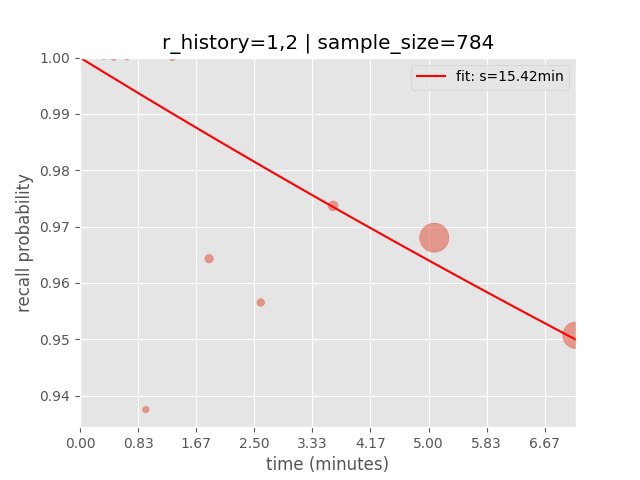 r_history=1,2 | sample_size=784
fit: s=15.42min
recall probability
1.00
0.99
0.98
0.97
0.96
0.95
0.94
0.00 0.83 1.67 2.50 3.33 4.17 5.00 5.83 6.67
time (minutes)